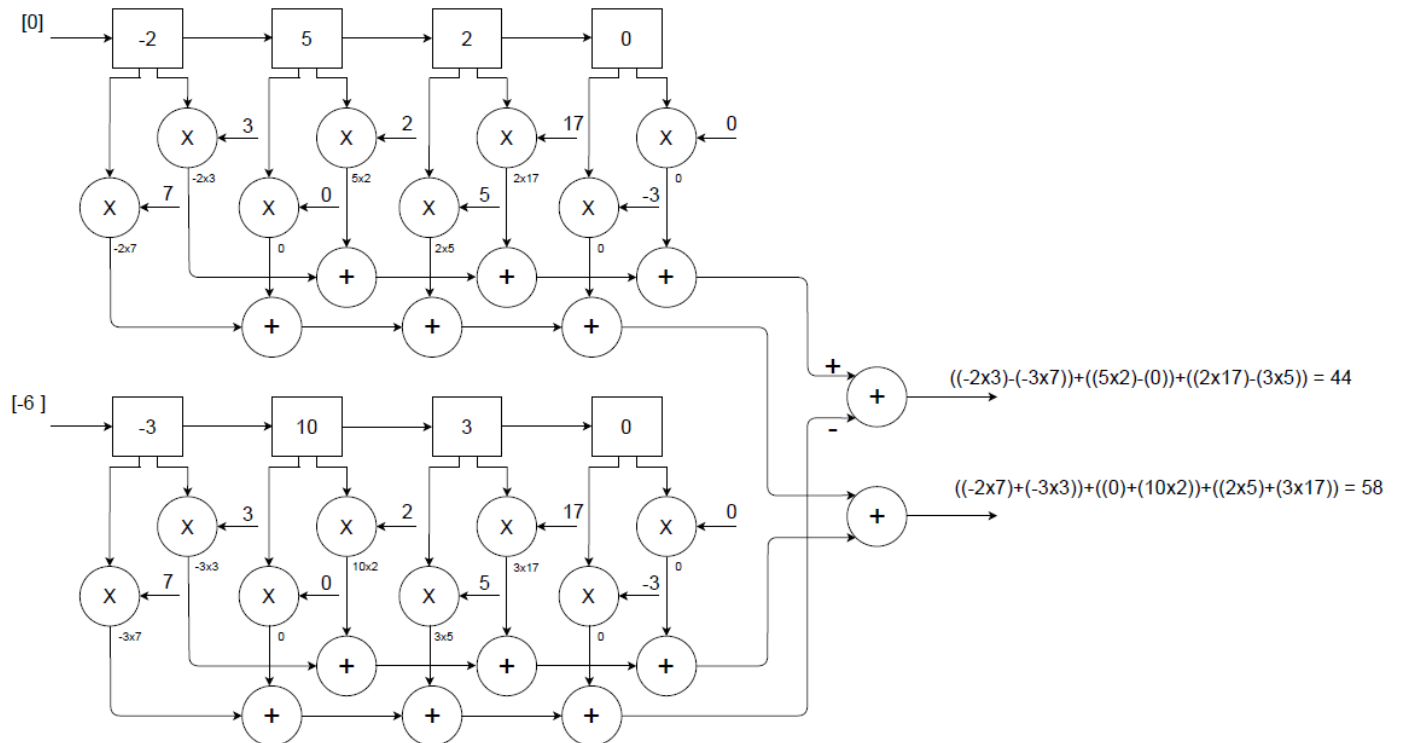 [0]
-2 5 2 0
X 3 X 2 X 17 X 0
-2x3 5x2 2x17 0
X 7 X 0 X 5 X -3
-2x7 0 2x5 0
+ + +
+ + +
+
((-2x3)-(-3x7))+((5x2)-(0))+((2x17)-(3x5)) = 44
+
-
[-6 ]
-3 10 3 0
((-2x7)+(-3x3))+((0)+(10x2))+((2x5)+(3x17)) = 58
+
X 3 X 2 X 17 X 0
-3x3 10x2 3x17 0
X 7 X 0 X 5 X -3
-3x7 0 3x5 0
+ + +
+ + +